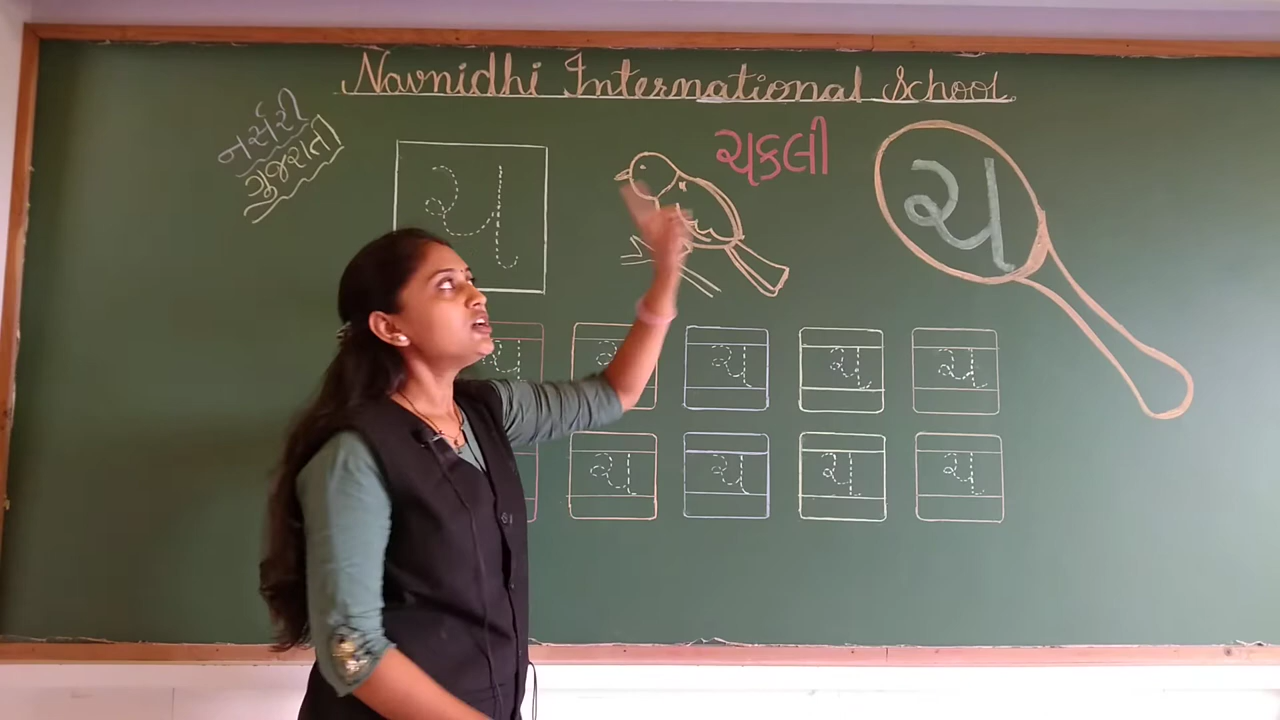 Navnidhi International School
નર્સરી
ગુજરાતી
ચ
ચકલી
ચ
ચ ચ ચ ચ
ચ ચ ચ ચ